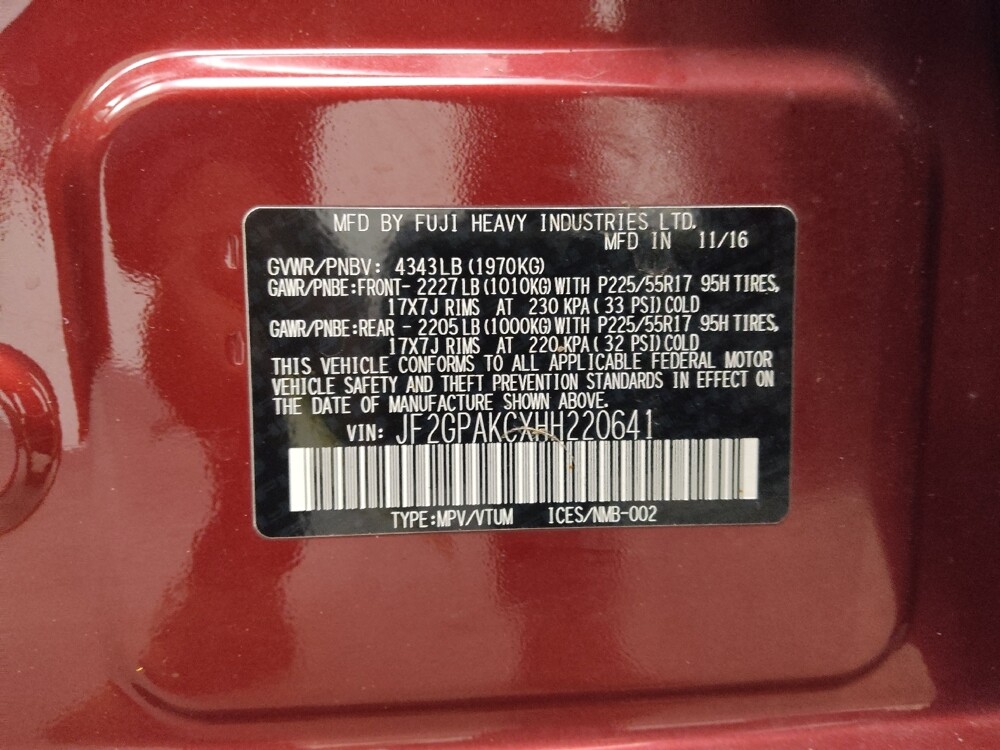 MFD BY FUJI HEAVY INDUSTRIES LTD.
MFD IN 11/16
GVWR/PNBV: 4343LB (1970KG)
GAWR/PNBE:FRONT- 2227LB (1010KG) WITH P225/55R17 95H TIRES,
17X7J RIMS AT 230 KPA ( 33 PSI) COLD
GAWR/PNBE:REAR - 2205LB (1000KG) WITH P225/55R17 95H TIRES,
17X7J RIMS AT 220 KPA ( 32 PSI) COLD
THIS VEHICLE CONFORMS TO ALL APPLICABLE FEDERAL MOTOR
VEHICLE SAFETY AND THEFT PREVENTION STANDARDS IN EFFECT ON
THE DATE OF MANUFACTURE SHOWN ABOVE.
VIN: JF2GPAKCXHH220641
TYPE:MPV/VTUM ICES/NMB-002